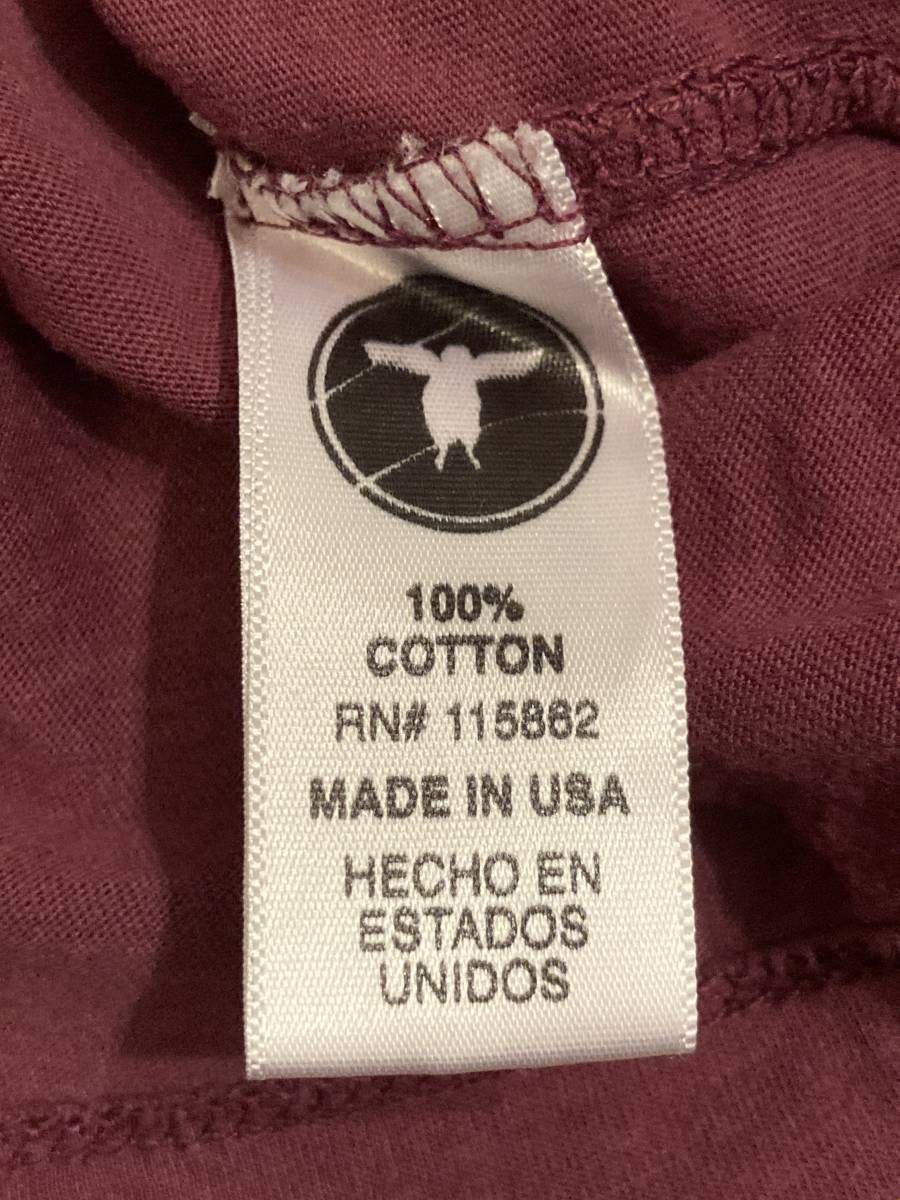 100%
COTTON
RN# 115862
MADE IN USA
HECHO EN
ESTADOS
UNIDOS